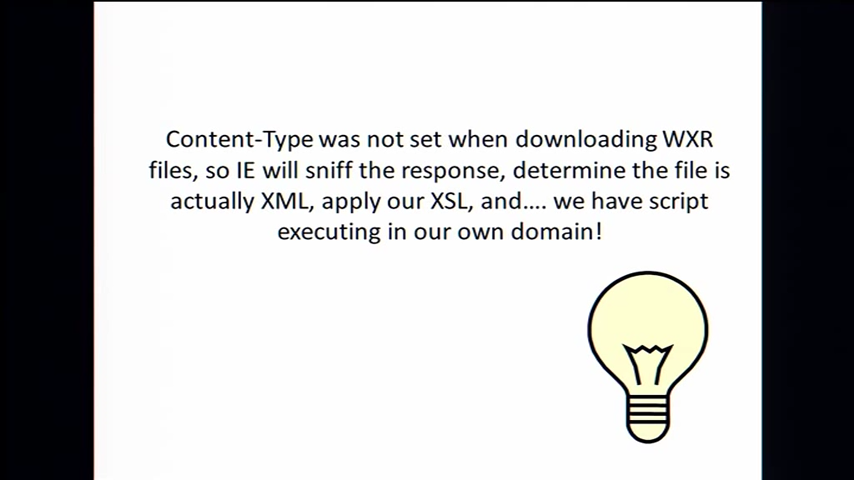 Content-Type was not set when downloading WXR
files, so IE will sniff the response, determine the file is
actually XML, apply our XSL, and.... we have script
executing in our own domain!